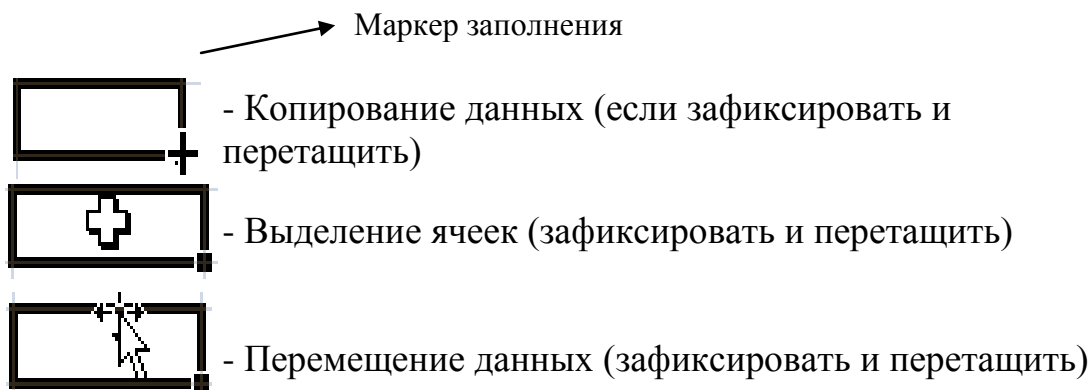 Маркер заполнения
- Копирование данных (если зафиксировать и
перетащить)
- Выделение ячеек (зафиксировать и перетащить)
- Перемещение данных (зафиксировать и перетащить)